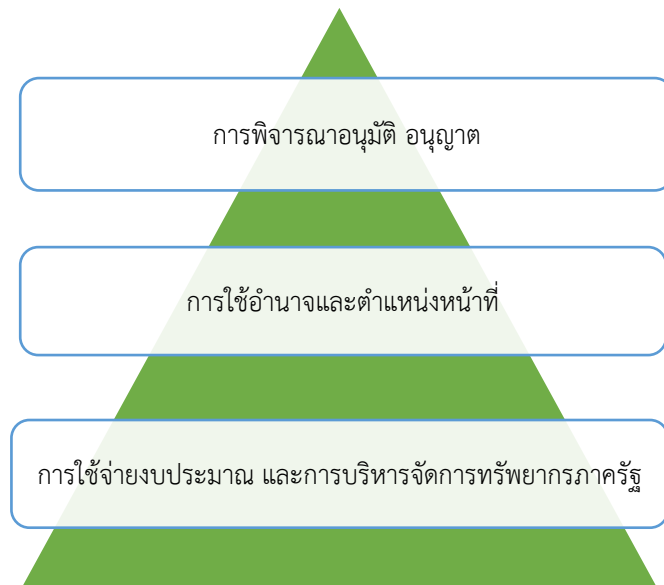 การพิจารณาอนุมัติ อนุญาต
การใช้อำนาจและตำแหน่งหน้าที่
การใช้จ่ายงบประมาณ และการบริหารจัดการทรัพยากรภาครัฐ